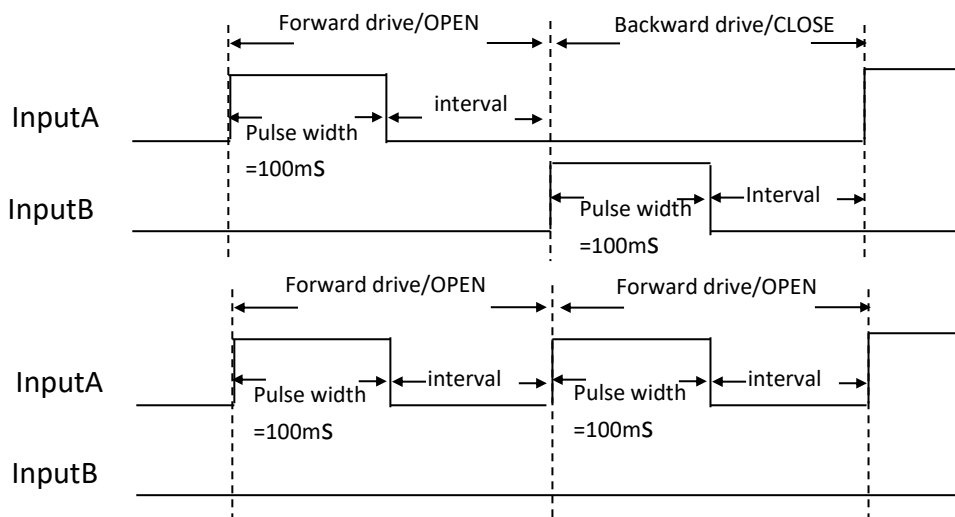 Forward drive/OPEN
Backward drive/CLOSE
InputA
interval
Pulse width
=100mS
InputB
Interval
Pulse width
=100mS
Forward drive/OPEN
Forward drive/OPEN
InputA
interval
interval
Pulse width
Pulse width
=100mS
=100mS
InputB